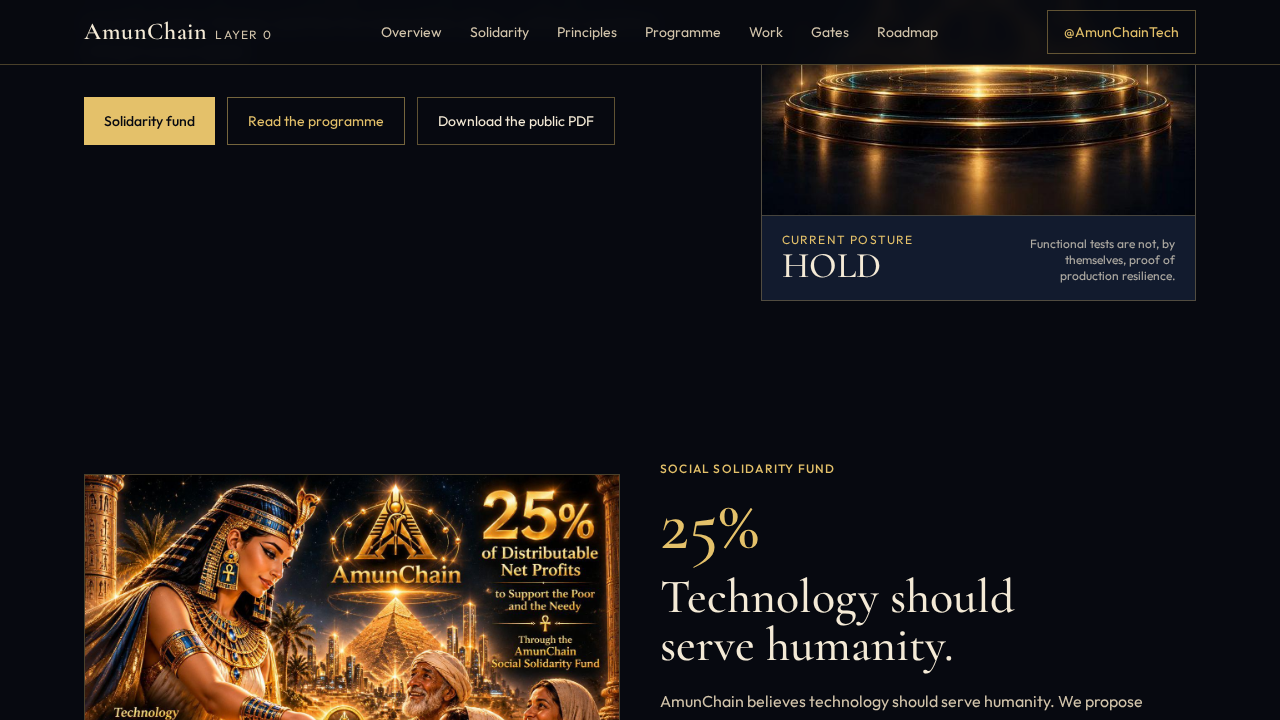 AmunChain LAYER 0
Overview
Solidarity
Principles
Programme
Work
Gates
Roadmap
@AmunChainTech
Solidarity fund
Read the programme
Download the public PDF
CURRENT POSTURE
HOLD
Functional tests are not, by
themselves, proof of
production resilience.
25%
of Distributable
Net Profits
to Support the Poor
and the Needy
Through the
AmunChain
Social Solidarity Fund
AmunChain
Technology
SOCIAL SOLIDARITY FUND
25%
Technology should
serve humanity.
AmunChain believes technology should serve humanity. We propose